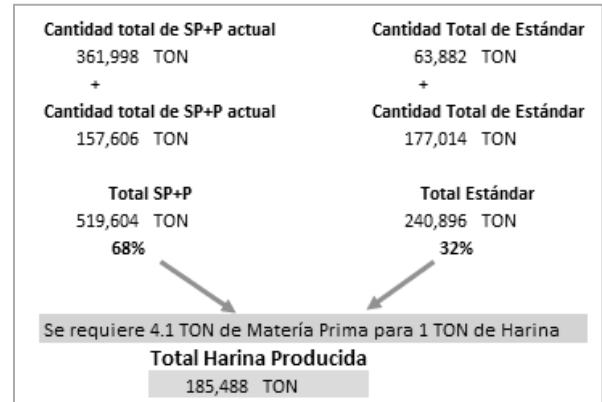 Cantidad total de SP+P actual Cantidad Total de Estándar
361,998 TON 63,882 TON
+ +
Cantidad total de SP+P actual Cantidad Total de Estándar
157,606 TON 177,014 TON
Total SP+P Total Estándar
519,604 TON 240,896 TON
68% 32%
Se requiere 4.1 TON de Matería Prima para 1 TON de Harina
Total Harina Producida
185,488 TON